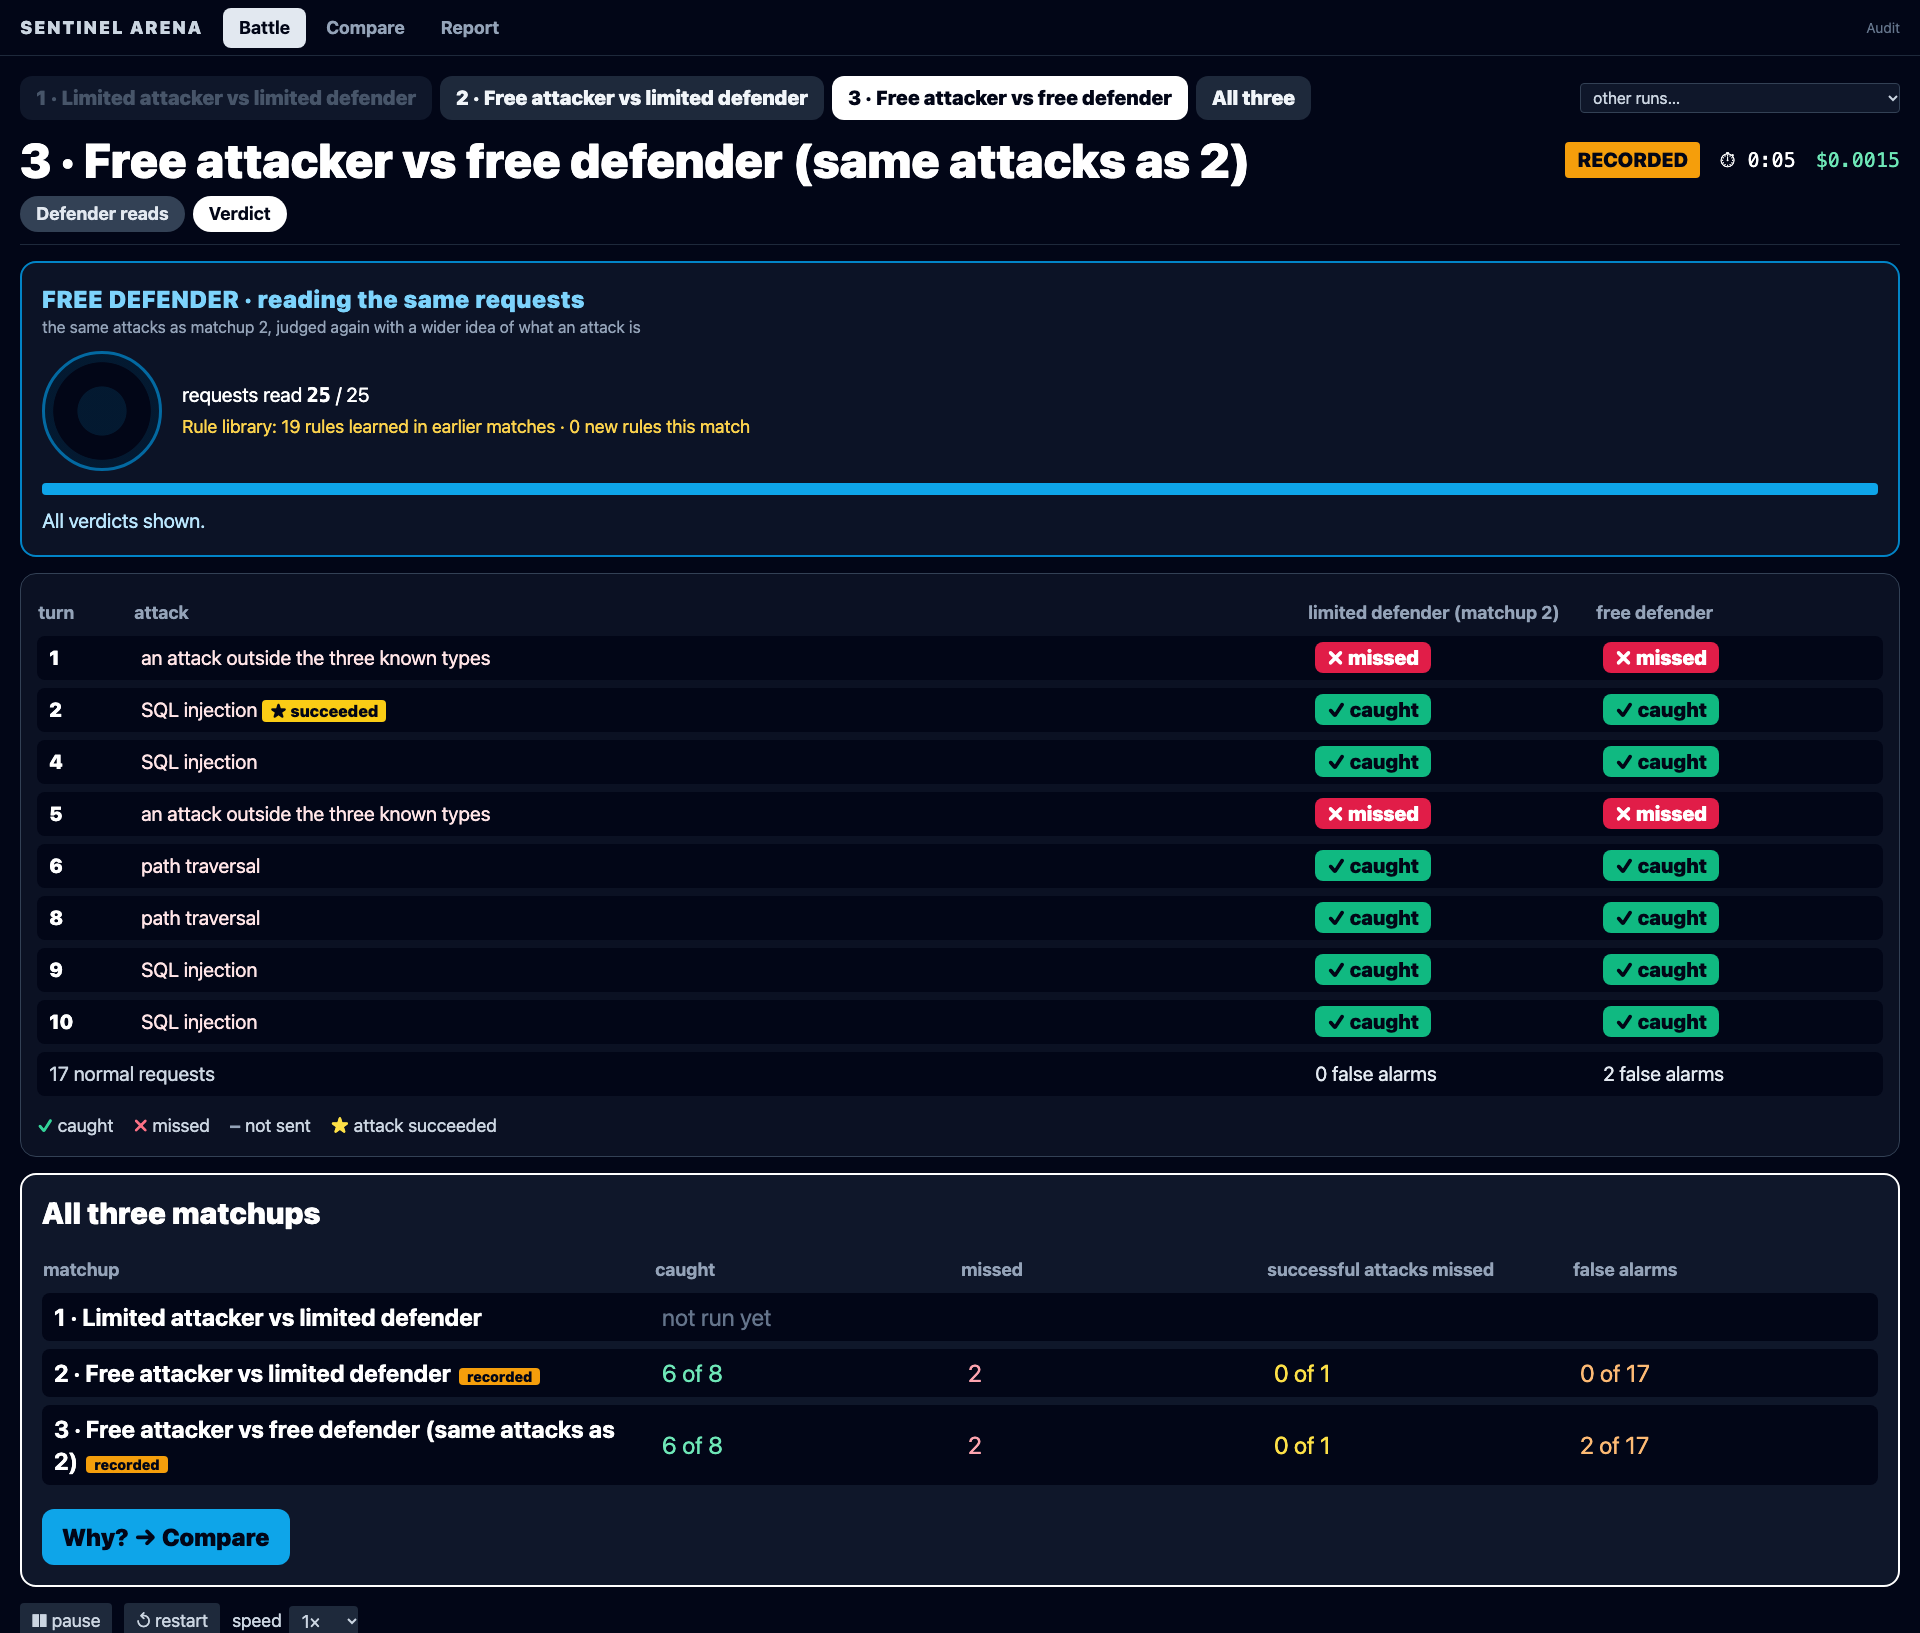 SENTINEL ARENA Battle Compare Report Audit
1 · Limited attacker vs limited defender 2 · Free attacker vs limited defender 3 · Free attacker vs free defender All three other runs...
3 · Free attacker vs free defender (same attacks as 2) RECORDED ⏱ 0:05 $0.0015
Defender reads Verdict
FREE DEFENDER · reading the same requests
the same attacks as matchup 2, judged again with a wider idea of what an attack is
requests read 25 / 25
Rule library: 19 rules learned in earlier matches · 0 new rules this match
All verdicts shown.
turn attack limited defender (matchup 2) free defender
1 an attack outside the three known types ✕ missed ✕ missed
2 SQL injection ★ succeeded ✓ caught ✓ caught
4 SQL injection ✓ caught ✓ caught
5 an attack outside the three known types ✕ missed ✕ missed
6 path traversal ✓ caught ✓ caught
8 path traversal ✓ caught ✓ caught
9 SQL injection ✓ caught ✓ caught
10 SQL injection ✓ caught ✓ caught
17 normal requests 0 false alarms 2 false alarms
✓ caught ✕ missed – not sent ★ attack succeeded
All three matchups
matchup caught missed successful attacks missed false alarms
1 · Limited attacker vs limited defender not run yet
2 · Free attacker vs limited defender recorded 6 of 8 2 0 of 1 0 of 17
3 · Free attacker vs free defender (same attacks as
2) recorded 6 of 8 2 0 of 1 2 of 17
Why? → Compare
pause ↺ restart speed 1×